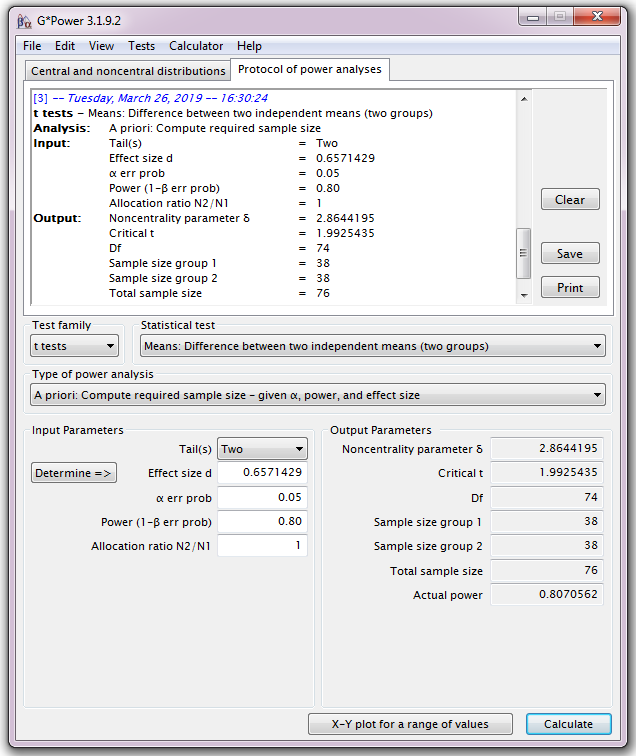 G*Power 3.1.9.2
File Edit View Tests Calculator Help
Central and noncentral distributions Protocol of power analyses
[3] -- Tuesday, March 26, 2019 -- 16:30:24
t tests - Means: Difference between two independent means (two groups)
Analysis: A priori: Compute required sample size
Input: Tail(s) = Two
Effect size d = 0.6571429
α err prob = 0.05
Power (1-β err prob) = 0.80
Allocation ratio N2/N1 = 1
Output: Noncentrality parameter δ = 2.8644195
Critical t = 1.9925435
Df = 74
Sample size group 1 = 38
Sample size group 2 = 38
Total sample size = 76
Clear
Save
Print
Test family
t tests
Statistical test
Means: Difference between two independent means (two groups)
Type of power analysis
A priori: Compute required sample size - given α, power, and effect size
Input Parameters
Tail(s) Two
Determine => Effect size d 0.6571429
α err prob 0.05
Power (1-β err prob) 0.80
Allocation ratio N2/N1 1
Output Parameters
Noncentrality parameter δ 2.8644195
Critical t 1.9925435
Df 74
Sample size group 1 38
Sample size group 2 38
Total sample size 76
Actual power 0.8070562
X-Y plot for a range of values Calculate